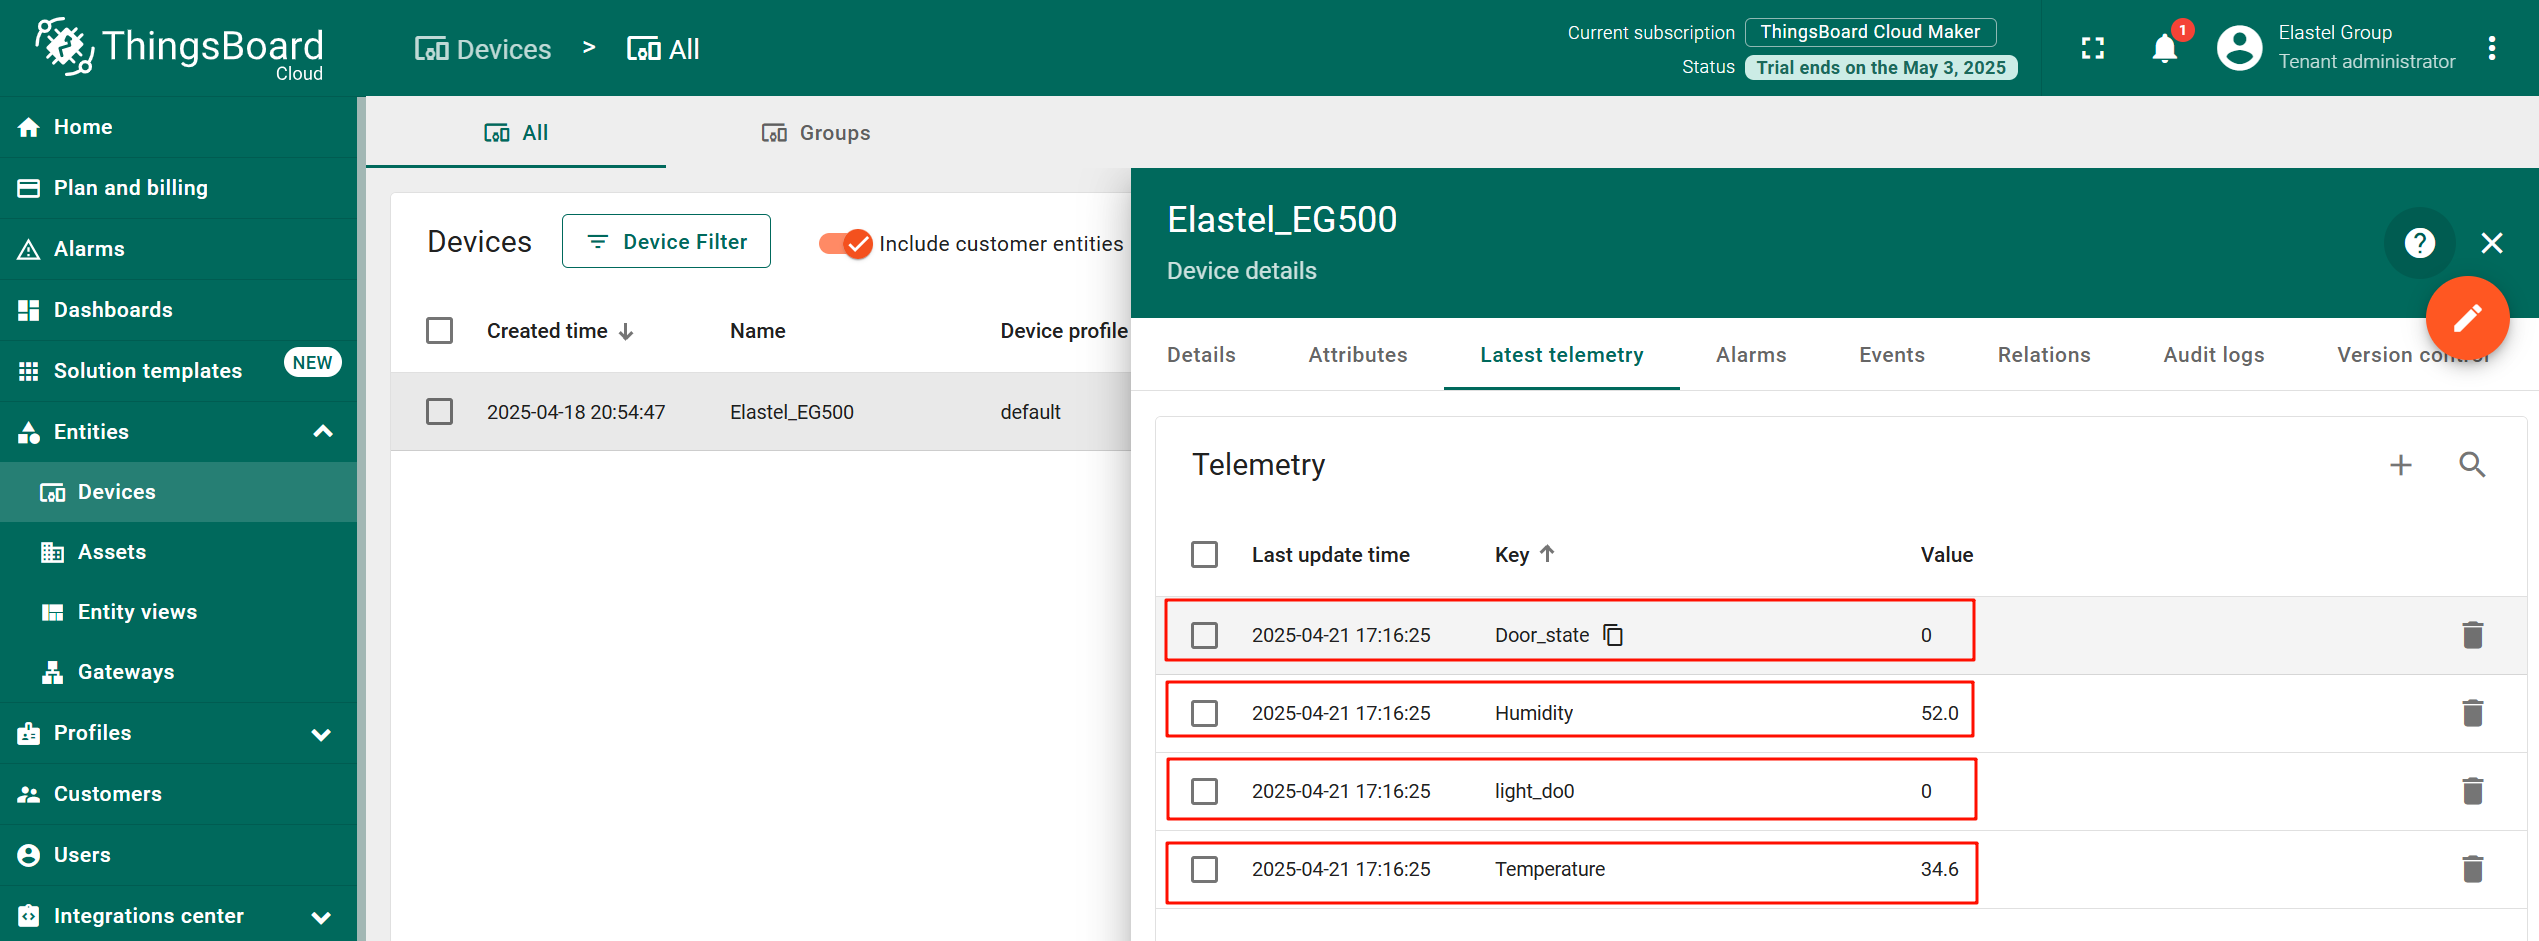 ThingsBoard
Cloud
Devices > All
Current subscription ThingsBoard Cloud Maker
Status Trial ends on the May 3, 2025
1
Elastel Group
Tenant administrator
Home
Plan and billing
Alarms
Dashboards
Solution templates NEW
Entities
Devices
Assets
Entity views
Gateways
Profiles
Customers
Users
Integrations center
All Groups
Devices Device Filter Include customer entities
Created time Name Device profile
2025-04-18 20:54:47 Elastel_EG500 default
Elastel_EG500
Device details
Details Attributes Latest telemetry Alarms Events Relations Audit logs Version control
Telemetry
Last update time Key Value
2025-04-21 17:16:25 Door_state 0
2025-04-21 17:16:25 Humidity 52.0
2025-04-21 17:16:25 light_do0 0
2025-04-21 17:16:25 Temperature 34.6